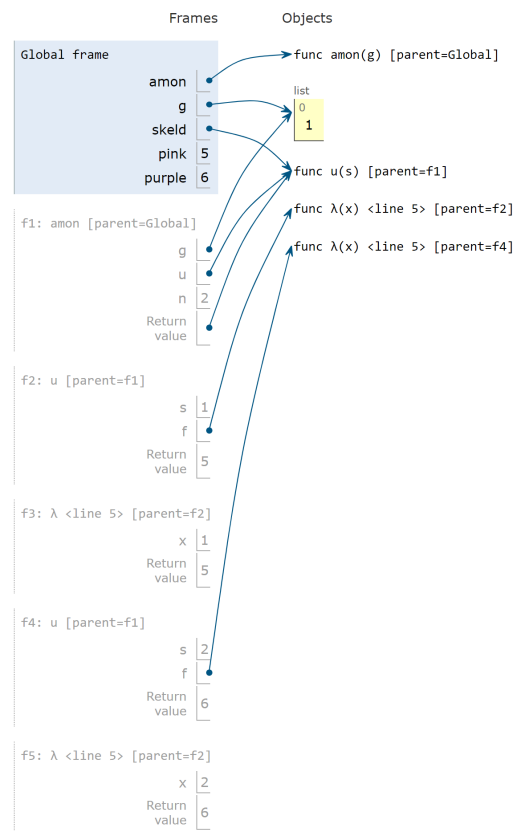 Frames Objects
Global frame
func amon(g) [parent=Global]
amon
list
g
0
1
skeld
pink 5
purple 6
func u(s) [parent=f1]
func λ(x) <line 5> [parent=f2]
func λ(x) <line 5> [parent=f4]
f1: amon [parent=Global]
g
u
n 2
Return
value
f2: u [parent=f1]
s 1
f
Return
value 5
f3: λ <line 5> [parent=f2]
x 1
Return
value 5
f4: u [parent=f1]
s 2
f
Return
value 6
f5: λ <line 5> [parent=f2]
x 2
Return
value 6